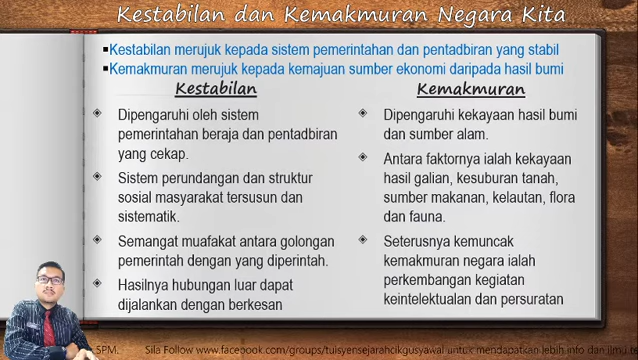 Kestabilan dan Kemakmuran Negara Kita
▪Kestabilan merujuk kepada sistem pemerintahan dan pentadbiran yang stabil
▪Kemakmuran merujuk kepada kemajuan sumber ekonomi daripada hasil bumi
Kestabilan
Dipengaruhi oleh sistem
pemerintahan beraja dan pentadbiran
yang cekap.
Sistem perundangan dan struktur
sosial masyarakat tersusun dan
sistematik.
Semangat muafakat antara golongan
pemerintah dengan yang diperintah.
Hasilnya hubungan luar dapat
dijalankan dengan berkesan
Kemakmuran
Dipengaruhi kekayaan hasil bumi
dan sumber alam.
Antara faktornya ialah kekayaan
hasil galian, kesuburan tanah,
sumber makanan, kelautan, flora
dan fauna.
Seterusnya kemuncak
kemakmuran negara ialah
perkembangan kegiatan
keintelektualan dan persuratan
SPM. Sila Follow www.facebook.com/groups/tuisyensejarahcikgusyawal untuk mendapatkan lebih info dan